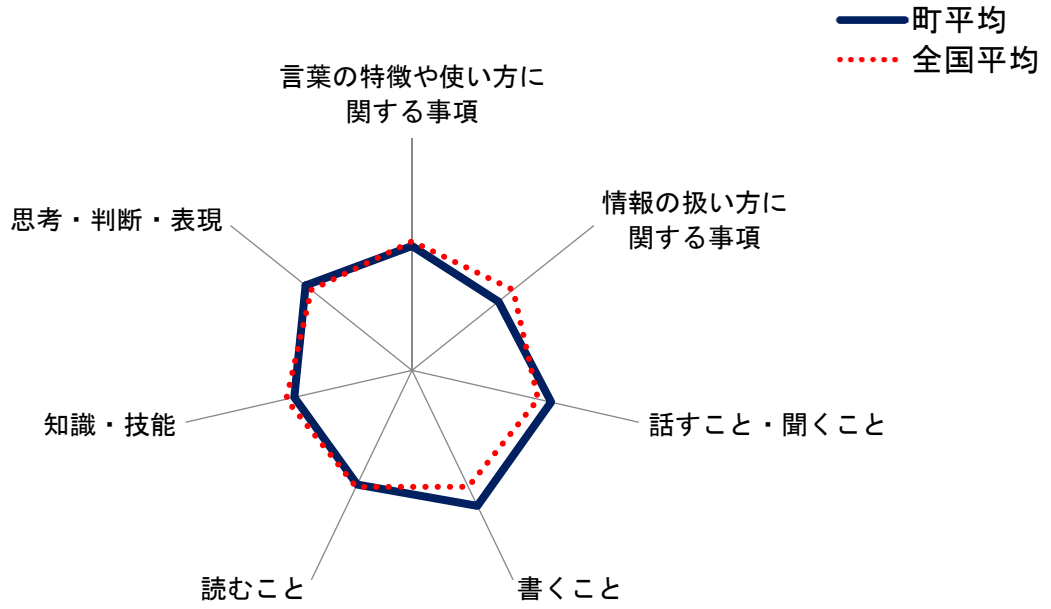 町平均
全国平均
言葉の特徴や使い方に
関する事項
情報の扱い方に
関する事項
話すこと・聞くこと
書くこと
読むこと
知識・技能
思考・判断・表現